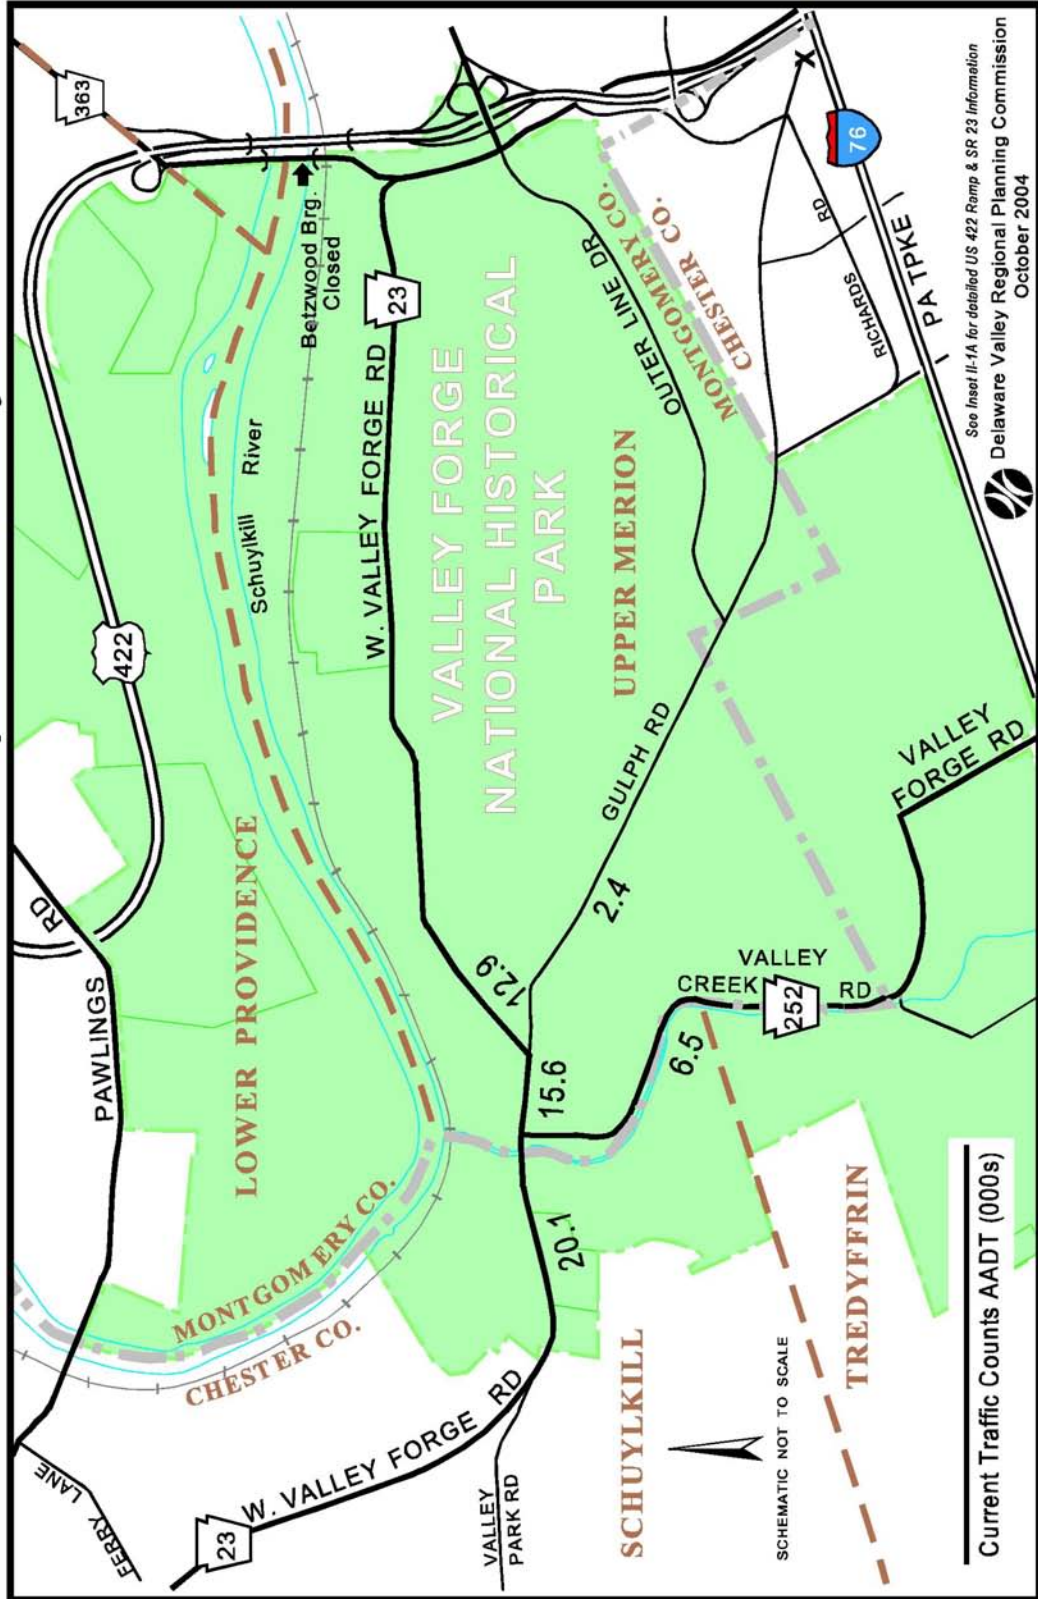 363
422
Betzwood Brg.
Closed
Schuylkill River
23
W. VALLEY FORGE RD
VALLEY FORGE
NATIONAL HISTORICAL
PARK
OUTER LINE DR
MONTGOMERY CO.
CHESTER CO.
UPPER MERION
GULPH RD
RICHARDS RD
76
PA TPKE
X
LOWER PROVIDENCE
PAWLINGS RD
12.9
2.4
15.6
6.5
20.1
VALLEY
CREEK RD
252
VALLEY
FORGE RD
MONTGOMERY CO.
CHESTER CO.
FERRY LANE
23
W. VALLEY FORGE RD
VALLEY
PARK RD
SCHUYLKILL
TREDYFFRIN
SCHEMATIC NOT TO SCALE
Current Traffic Counts AADT (000s)
See Inset II-1A for detailed US 422 Ramp & SR 23 Information
Delaware Valley Regional Planning Commission
October 2004